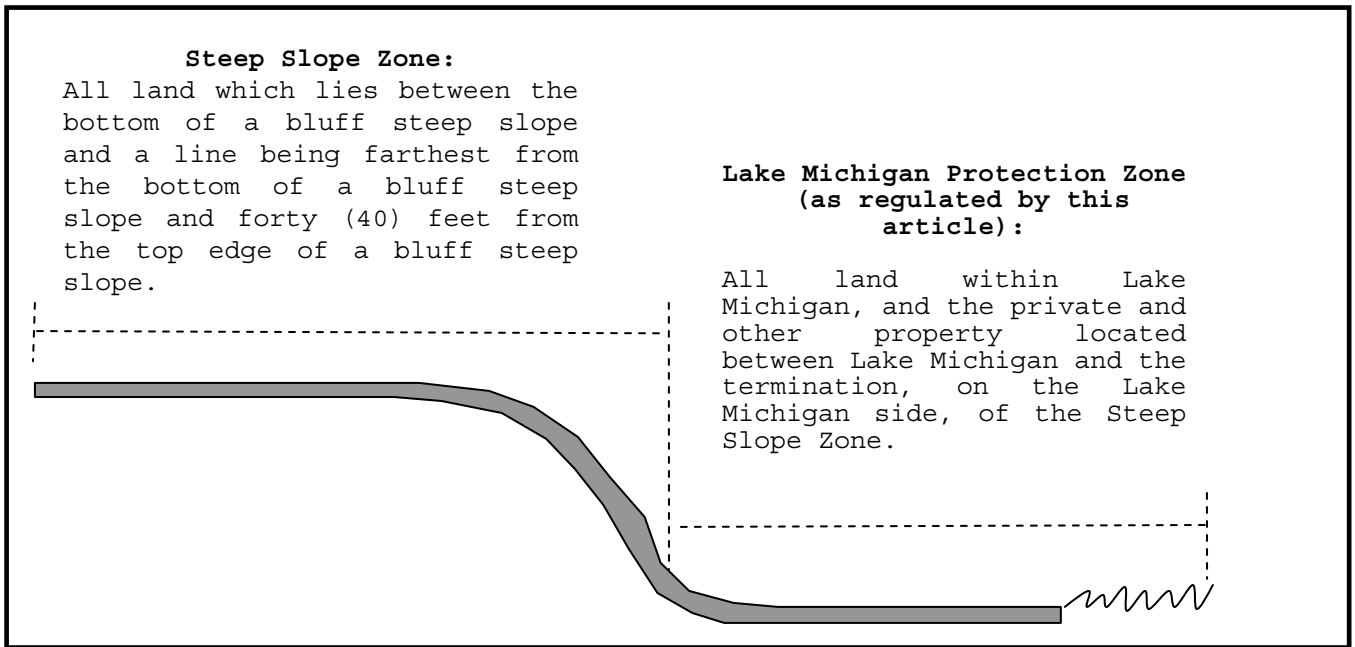 Steep Slope Zone:
All land which lies between the
bottom of a bluff steep slope
and a line being farthest from
the bottom of a bluff steep
slope and forty (40) feet from
the top edge of a bluff steep
slope.
Lake Michigan Protection Zone
(as regulated by this
article):
All land within Lake
Michigan, and the private and
other property located
between Lake Michigan and the
termination, on the Lake
Michigan side, of the Steep
Slope Zone.